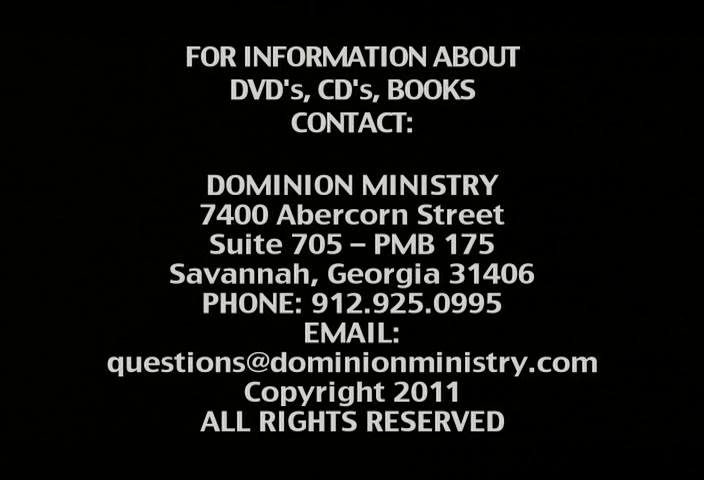 FOR INFORMATION ABOUT
DVD's, CD's, BOOKS
CONTACT:
DOMINION MINISTRY
7400 Abercorn Street
Suite 705 – PMB 175
Savannah, Georgia 31406
PHONE: 912.925.0995
EMAIL:
questions@dominionministry.com
Copyright 2011
ALL RIGHTS RESERVED